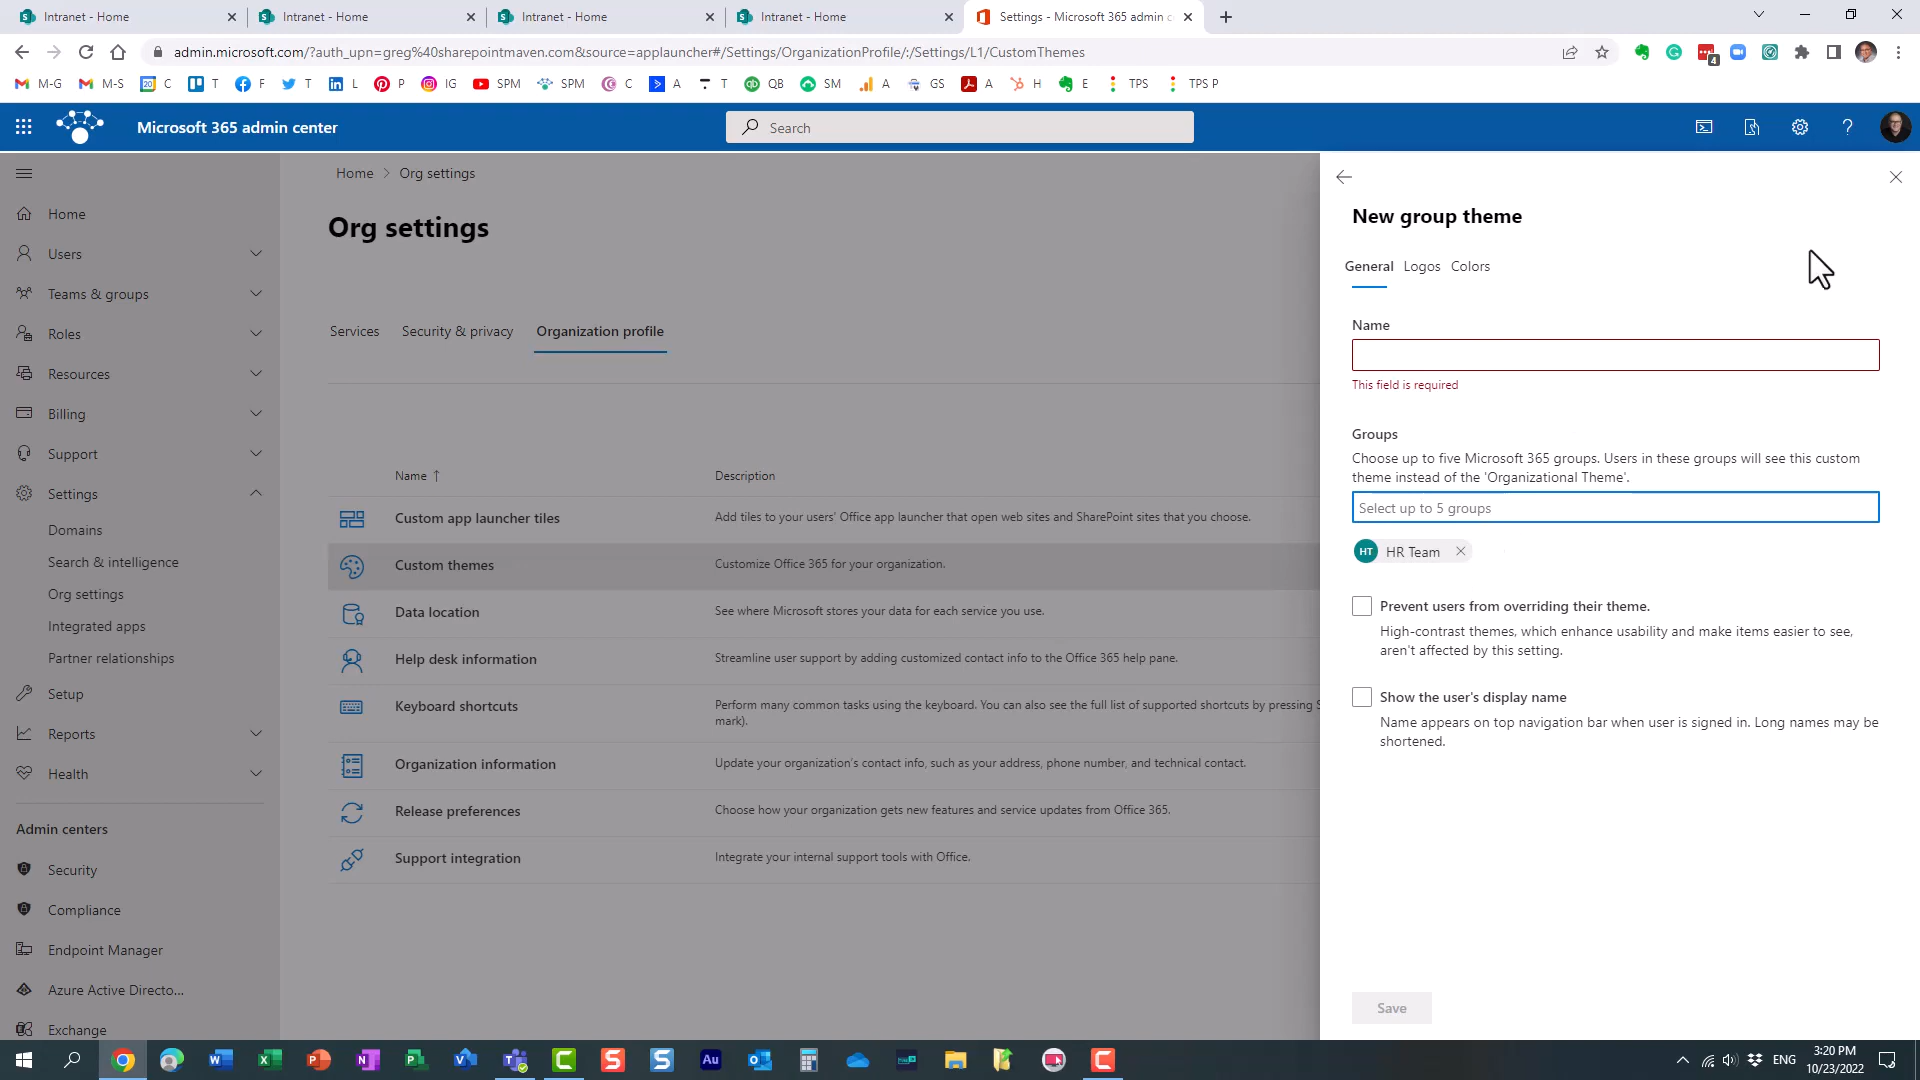 Intranet - Home
Intranet - Home
Intranet - Home
Intranet - Home
Settings - Microsoft 365 admin c
admin.microsoft.com/?auth_upn=greg%40sharepointmaven.com&source=applauncher#/Settings/OrganizationProfile/:/Settings/L1/CustomThemes
4
M-G
M-S
C
T
F
T
L
P
IG
SPM
SPM
C
A
T
QB
SM
A
GS
A
H
E
TPS
TPS P
Microsoft 365 admin center
Search
Home
Users
Teams & groups
Roles
Resources
Billing
Support
Settings
Domains
Search & intelligence
Org settings
Integrated apps
Partner relationships
Setup
Reports
Health
Admin centers
Security
Compliance
Endpoint Manager
Azure Active Directo...
Exchange
Home > Org settings
Org settings
Services
Security & privacy
Organization profile
Name ↑
Description
Custom app launcher tiles
Add tiles to your users' Office app launcher that open web sites and SharePoint sites that you choose.
Custom themes
Customize Office 365 for your organization.
Data location
See where Microsoft stores your data for each service you use.
Help desk information
Streamline user support by adding customized contact info to the Office 365 help pane.
Keyboard shortcuts
Perform many common tasks using the keyboard. You can also see the full list of supported shortcuts by pressing S
mark).
Organization information
Update your organization's contact info, such as your address, phone number, and technical contact.
Release preferences
Choose how your organization gets new features and service updates from Office 365.
Support integration
Integrate your internal support tools with Office.
New group theme
General
Logos
Colors
Name
This field is required
Groups
Choose up to five Microsoft 365 groups. Users in these groups will see this custom
theme instead of the 'Organizational Theme'.
Select up to 5 groups
HT
HR Team
Prevent users from overriding their theme.
High-contrast themes, which enhance usability and make items easier to see,
aren't affected by this setting.
Show the user's display name
Name appears on top navigation bar when user is signed in. Long names may be
shortened.
Save
Au
ENG
3:20 PM
10/23/2022